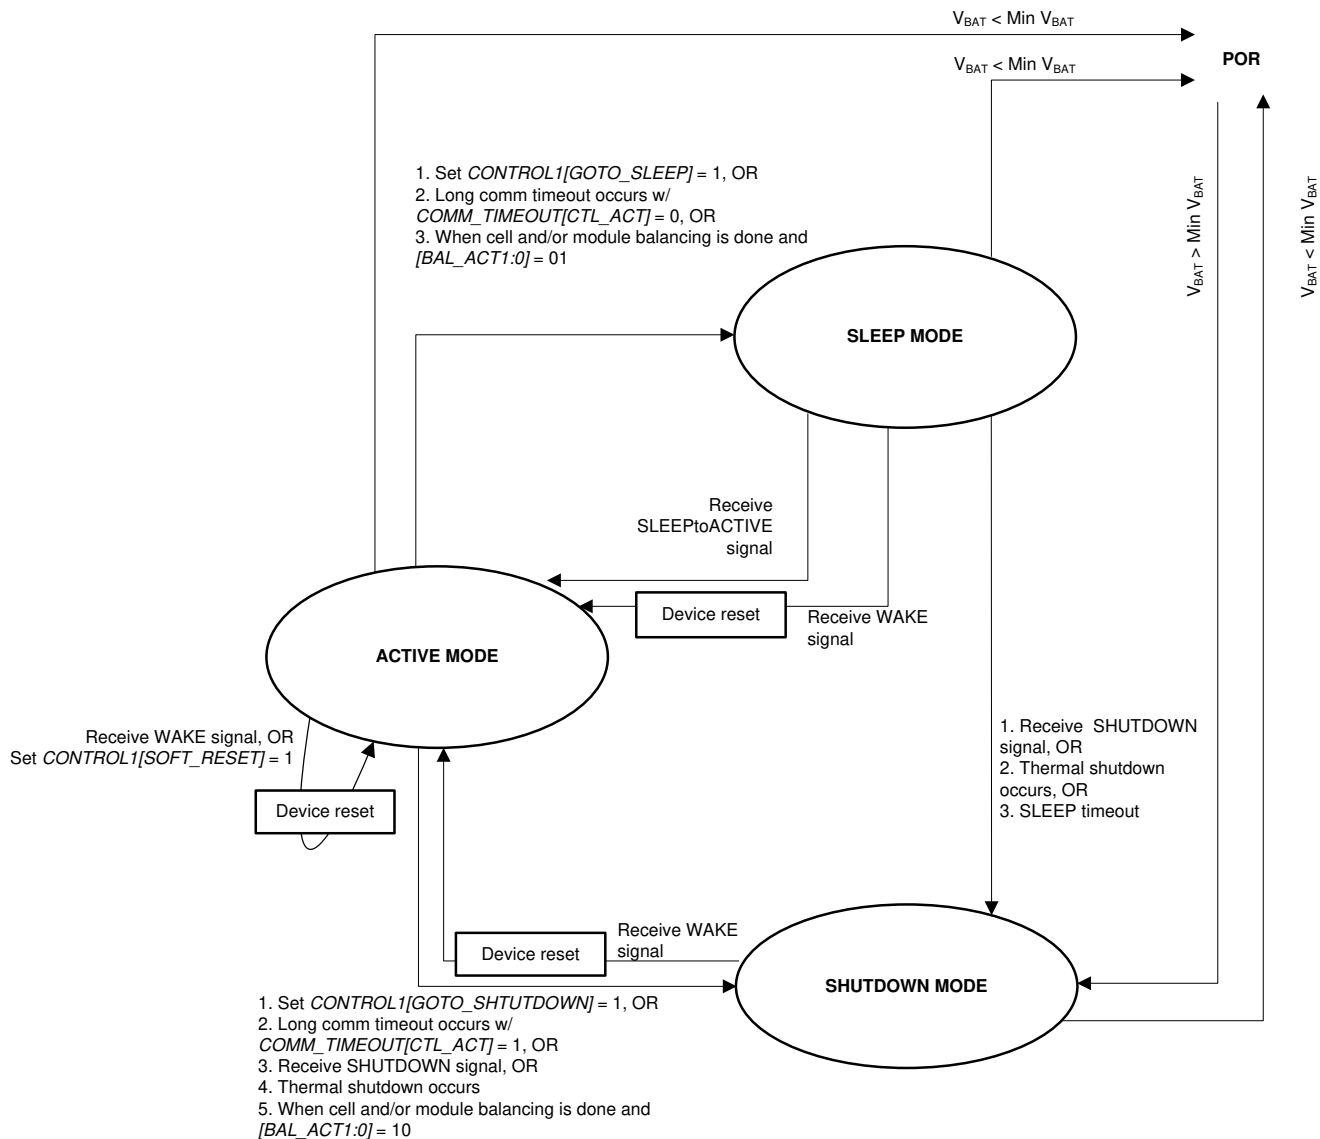 V_BAT < Min V_BAT
V_BAT < Min V_BAT
POR
1. Set CONTROL1[GOTO_SLEEP] = 1, OR
2. Long comm timeout occurs w/
COMM_TIMEOUT[CTL_ACT] = 0, OR
3. When cell and/or module balancing is done and
[BAL_ACT1:0] = 01
V_BAT > Min V_BAT
V_BAT < Min V_BAT
SLEEP MODE
Receive
SLEEPtoACTIVE
signal
Device reset
Receive WAKE
signal
ACTIVE MODE
Receive WAKE signal, OR
Set CONTROL1[SOFT_RESET] = 1
Device reset
1. Receive SHUTDOWN
signal, OR
2. Thermal shutdown
occurs, OR
3. SLEEP timeout
Receive WAKE
signal
Device reset
SHUTDOWN MODE
1. Set CONTROL1[GOTO_SHTUTDOWN] = 1, OR
2. Long comm timeout occurs w/
COMM_TIMEOUT[CTL_ACT] = 1, OR
3. Receive SHUTDOWN signal, OR
4. Thermal shutdown occurs
5. When cell and/or module balancing is done and
[BAL_ACT1:0] = 10